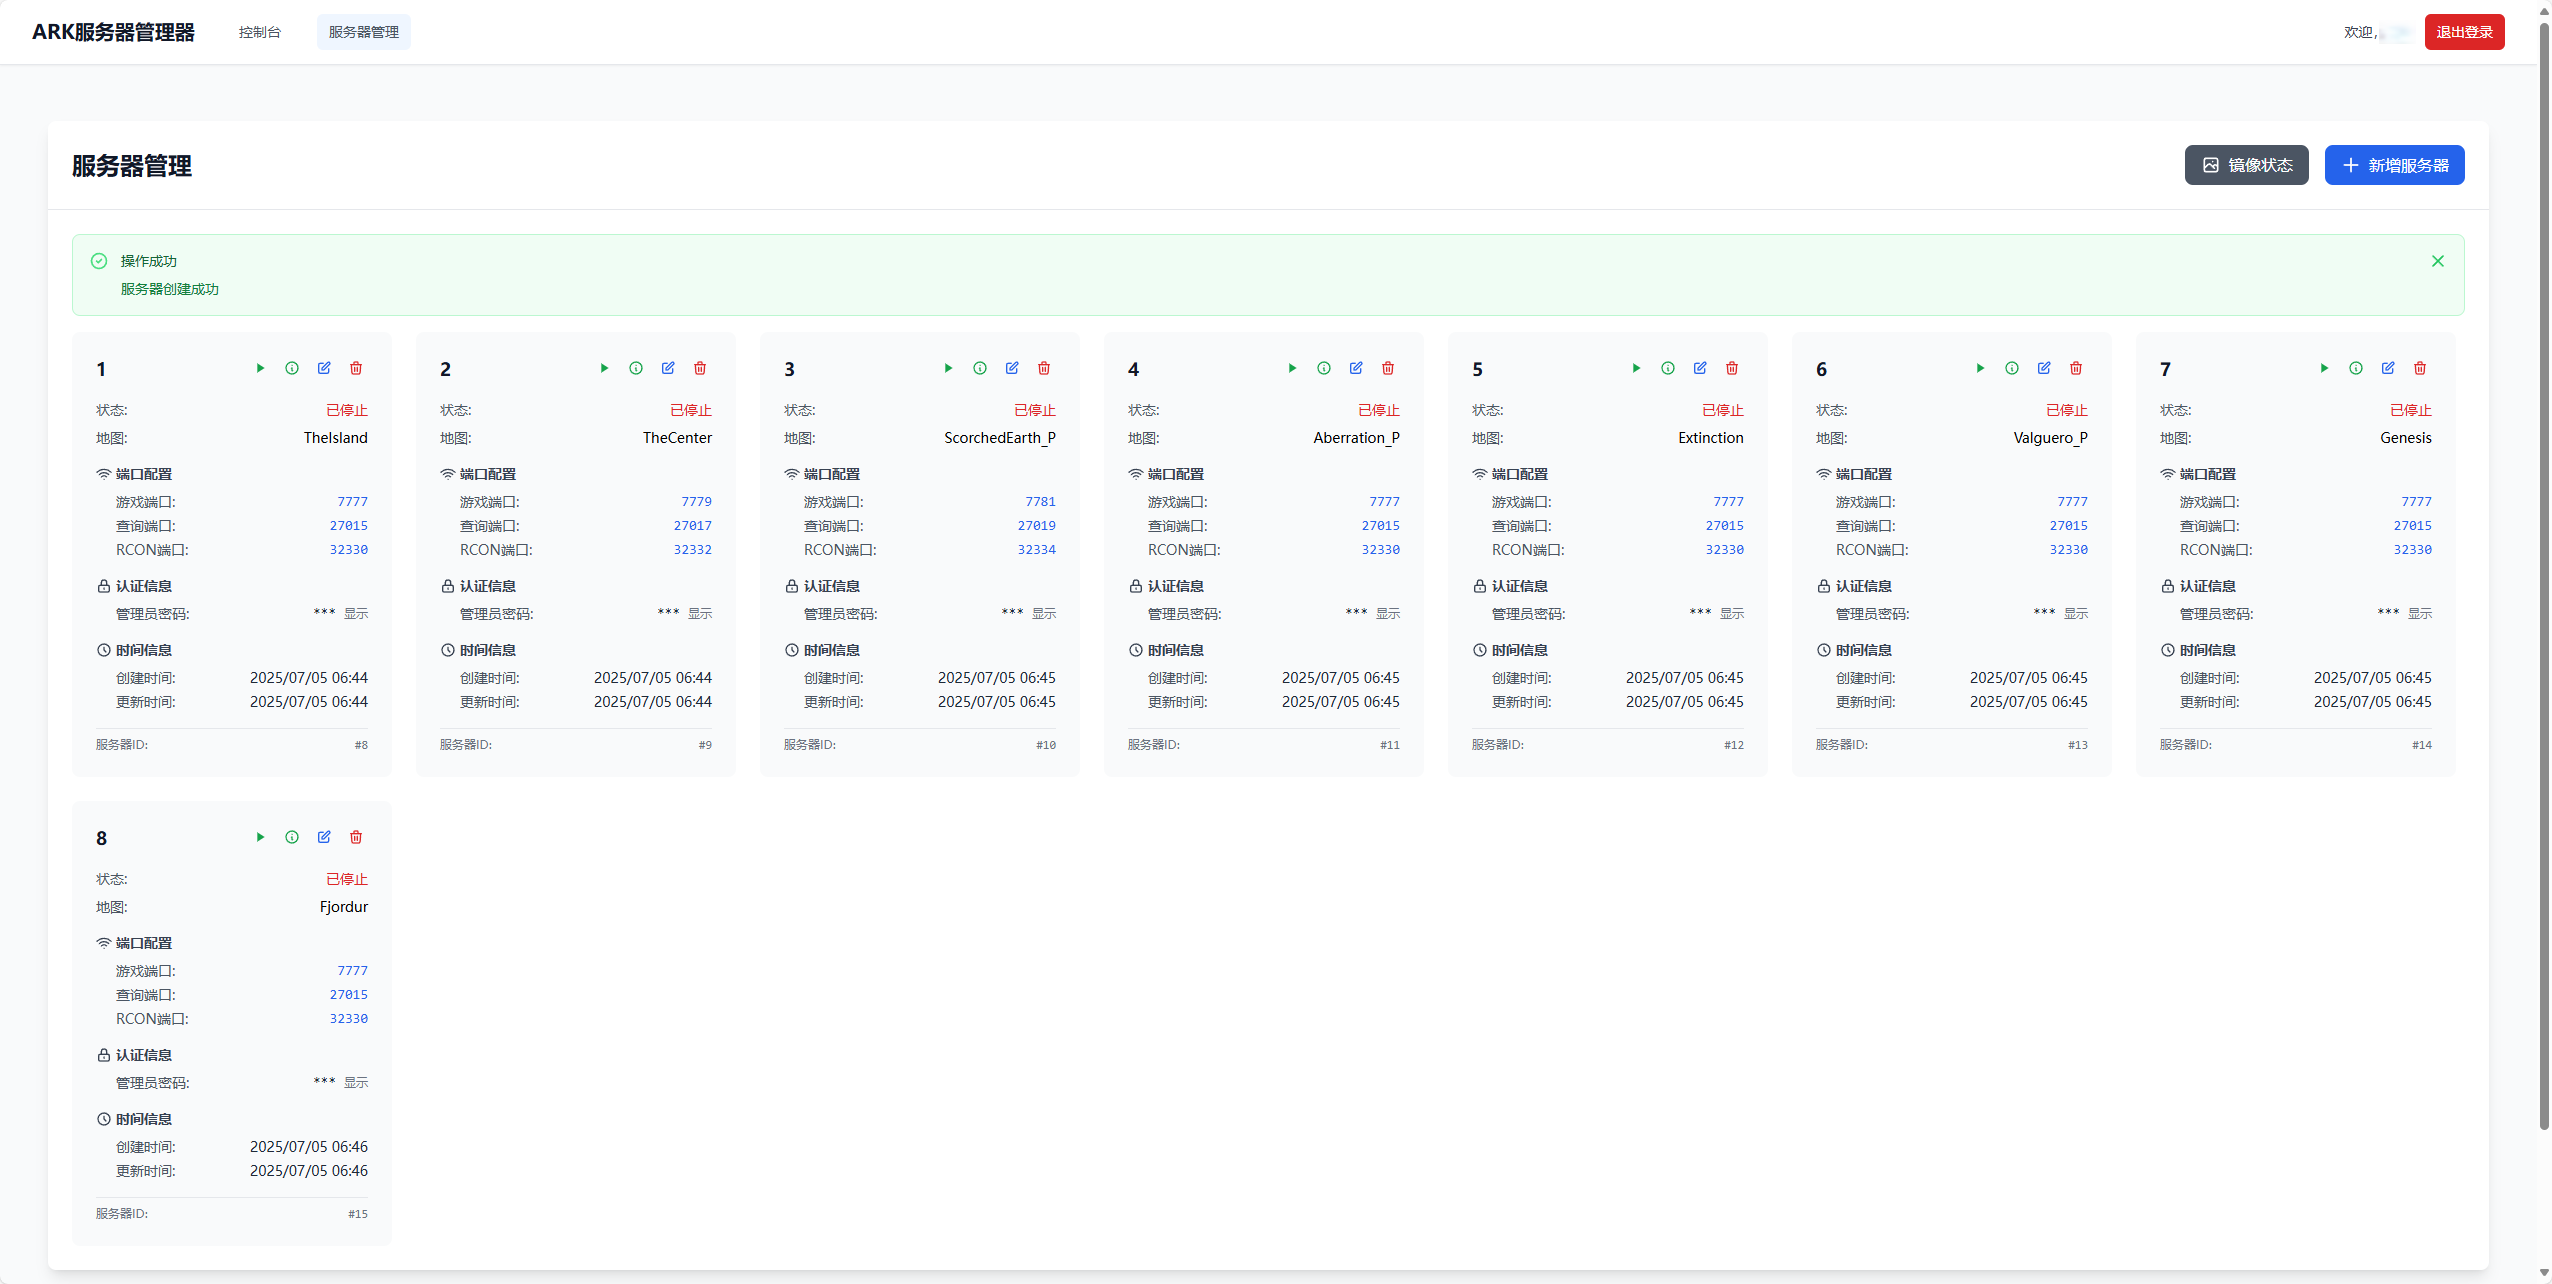 ARK服务器管理器 控制台 服务器管理 欢迎, 退出登录
服务器管理 镜像状态 新增服务器
操作成功
服务器创建成功
1
状态: 已停止
地图: TheIsland
端口配置
游戏端口: 7777
查询端口: 27015
RCON端口: 32330
认证信息
管理员密码: *** 显示
时间信息
创建时间: 2025/07/05 06:44
更新时间: 2025/07/05 06:44
服务器ID: #8
2
状态: 已停止
地图: TheCenter
端口配置
游戏端口: 7779
查询端口: 27017
RCON端口: 32332
认证信息
管理员密码: *** 显示
时间信息
创建时间: 2025/07/05 06:44
更新时间: 2025/07/05 06:44
服务器ID: #9
3
状态: 已停止
地图: ScorchedEarth_P
端口配置
游戏端口: 7781
查询端口: 27019
RCON端口: 32334
认证信息
管理员密码: *** 显示
时间信息
创建时间: 2025/07/05 06:45
更新时间: 2025/07/05 06:45
服务器ID: #10
4
状态: 已停止
地图: Aberration_P
端口配置
游戏端口: 7777
查询端口: 27015
RCON端口: 32330
认证信息
管理员密码: *** 显示
时间信息
创建时间: 2025/07/05 06:45
更新时间: 2025/07/05 06:45
服务器ID: #11
5
状态: 已停止
地图: Extinction
端口配置
游戏端口: 7777
查询端口: 27015
RCON端口: 32330
认证信息
管理员密码: *** 显示
时间信息
创建时间: 2025/07/05 06:45
更新时间: 2025/07/05 06:45
服务器ID: #12
6
状态: 已停止
地图: Valguero_P
端口配置
游戏端口: 7777
查询端口: 27015
RCON端口: 32330
认证信息
管理员密码: *** 显示
时间信息
创建时间: 2025/07/05 06:45
更新时间: 2025/07/05 06:45
服务器ID: #13
7
状态: 已停止
地图: Genesis
端口配置
游戏端口: 7777
查询端口: 27015
RCON端口: 32330
认证信息
管理员密码: *** 显示
时间信息
创建时间: 2025/07/05 06:45
更新时间: 2025/07/05 06:45
服务器ID: #14
8
状态: 已停止
地图: Fjordur
端口配置
游戏端口: 7777
查询端口: 27015
RCON端口: 32330
认证信息
管理员密码: *** 显示
时间信息
创建时间: 2025/07/05 06:46
更新时间: 2025/07/05 06:46
服务器ID: #15